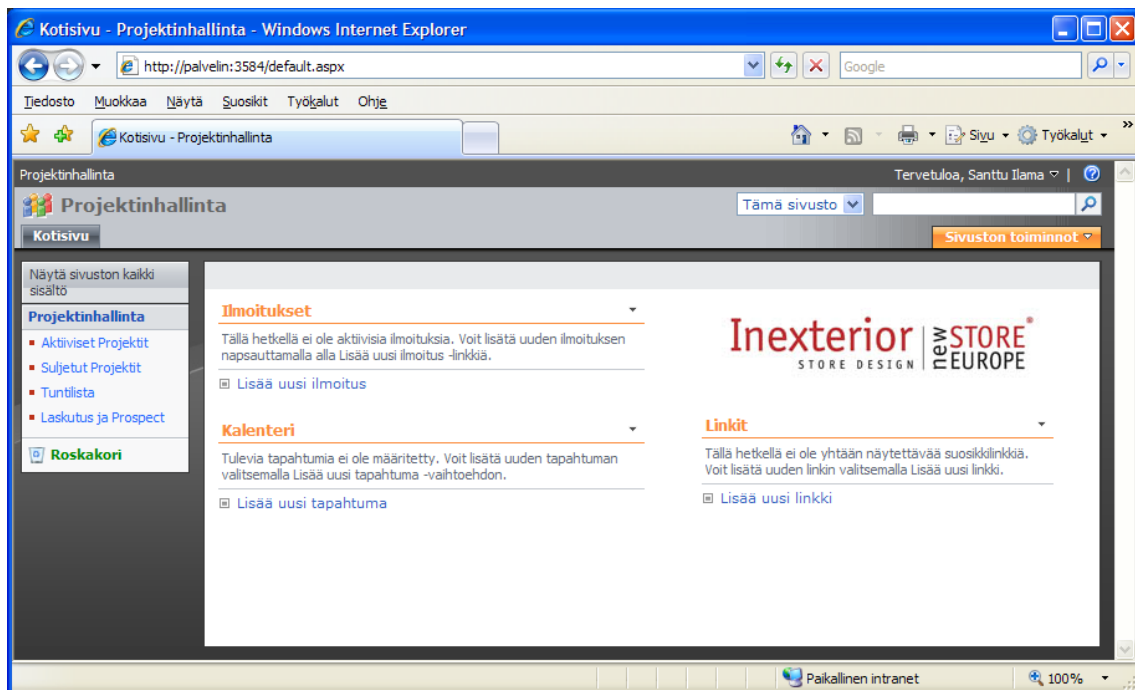 Kotisivu - Projektinhallinta - Windows Internet Explorer
http://palvelin:3584/default.aspx
Google
Tiedosto Muokkaa Näytä Suosikit Työkalut Ohje
Kotisivu - Projektinhallinta
Sivu
Työkalut
»
Projektinhallinta
Tervetuloa, Santtu Ilama
|
Projektinhallinta
Tämä sivusto
Kotisivu
Sivuston toiminnot
Näytä sivuston kaikki
sisältö
Projektinhallinta
Aktiiviset Projektit
Suljetut Projektit
Tuntilista
Laskutus ja Prospect
Roskakori
Ilmoitukset
Tällä hetkellä ei ole aktiivisia ilmoituksia. Voit lisätä uuden ilmoituksen
napsauttamalla alla Lisää uusi ilmoitus -linkkiä.
Lisää uusi ilmoitus
Kalenteri
Tulevia tapahtumia ei ole määritetty. Voit lisätä uuden tapahtuman
valitsemalla Lisää uusi tapahtuma -vaihtoehdon.
Lisää uusi tapahtuma
Inexterior
STORE DESIGN
new STORE®
EUROPE
Linkit
Tällä hetkellä ei ole yhtään näytettävää suosikkilinkkiä.
Voit lisätä uuden linkin valitsemalla Lisää uusi linkki.
Lisää uusi linkki
Paikallinen intranet
100%